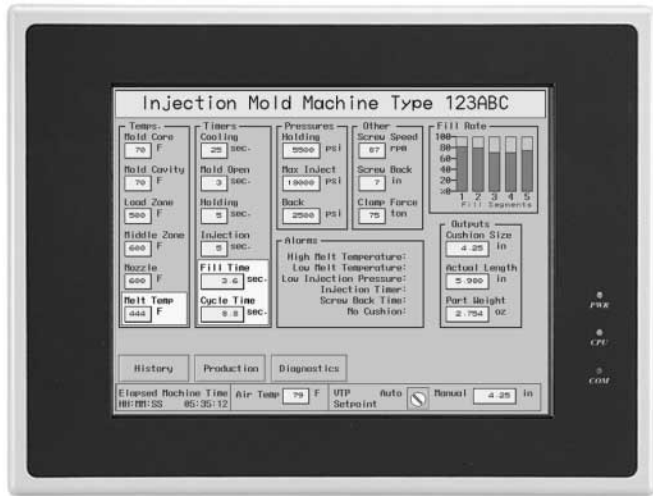 Injection Mold Machine Type 123ABC
Temps.
Mold Core
70 F
Mold Cavity
70 F
Load Zone
500 F
Middle Zone
600 F
Nozzle
600 F
Melt Temp
444 F
Timers
Cooling
25 sec.
Mold Open
3 sec.
Holding
5 sec.
Injection
5 sec.
Fill Time
3.6 sec.
Cycle Time
8.8 sec.
Pressures
Holding
5500 PSI
Max Inject
18000 PSI
Back
2500 PSI
Other
Screw Speed
87 rpm
Screw Back
7 in
Clamp Force
75 ton
Fill Rate
100-
80-
60-
40-
20-
%0-
1 2 3 4 5
Fill Segments
Alarms
High Melt Temperature:
Low Melt Temperature:
Low Injection Pressure:
Injection Timer:
Screw Back Time:
No Cushion:
Outputs
Cushion Size
4.25 in
Actual Length
5.900 in
Part Weight
2.754 oz
History
Production
Diagnostics
Elapsed Machine Time
HH:MM:SS 05:35:12
Air Temp 79 F
VTP Setpoint
Auto
Manual
4.25 in
PWR
CPU
COM